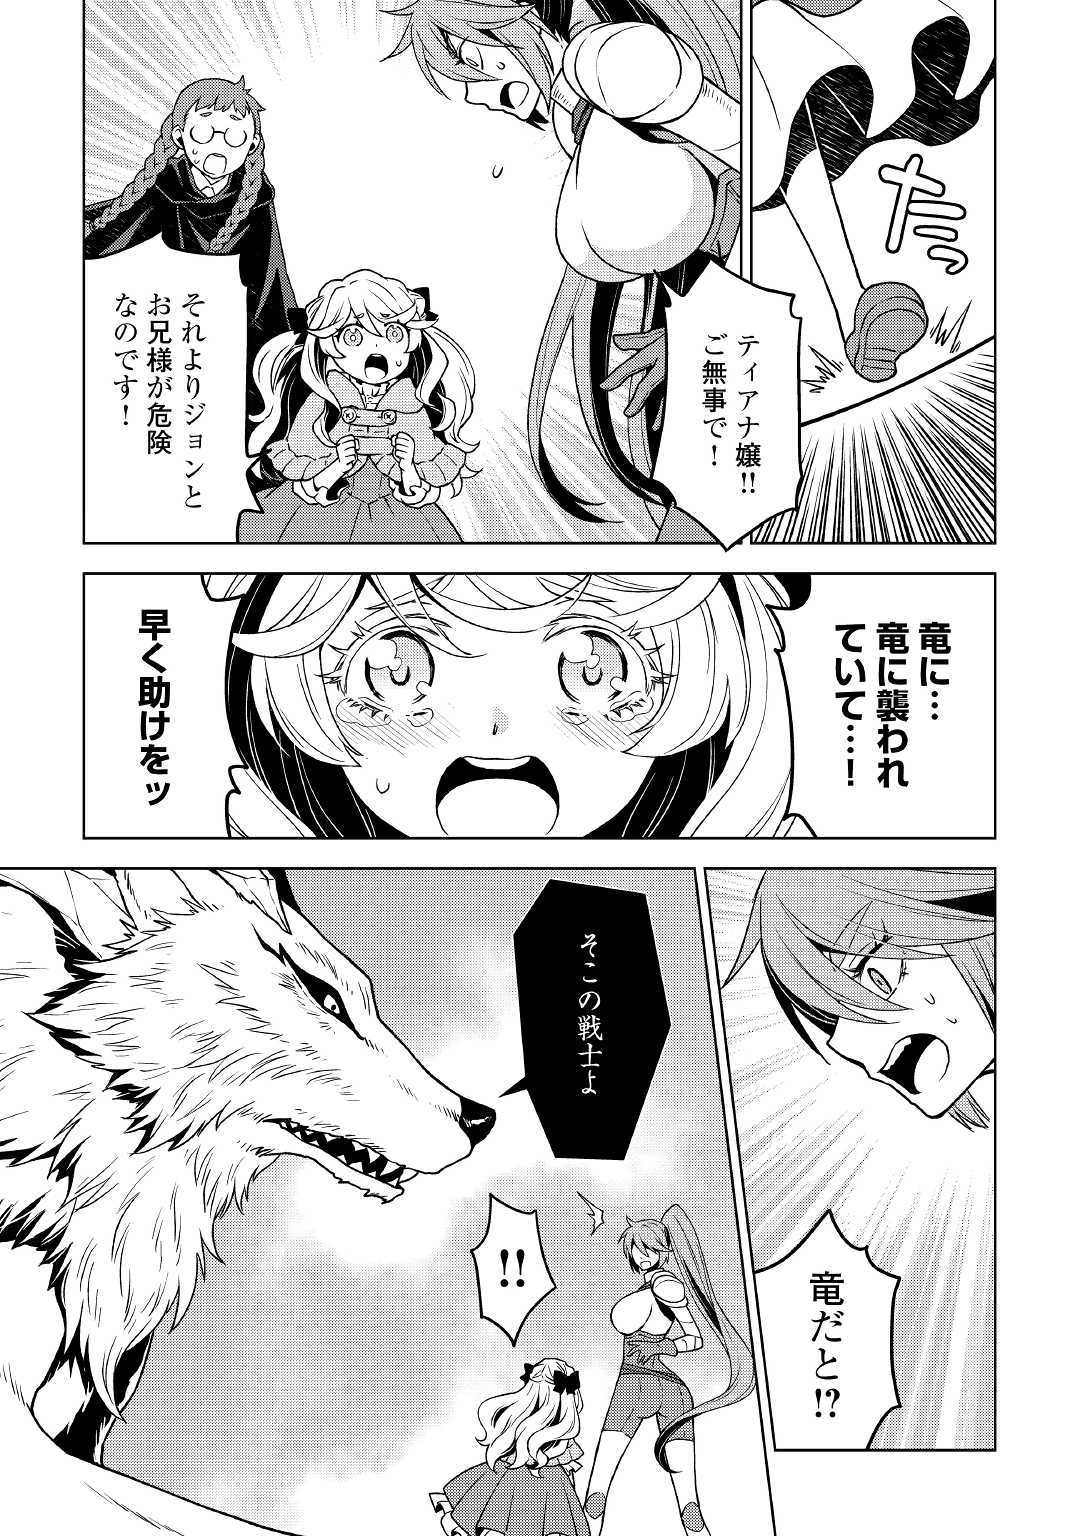 たっ
ティアナ嬢!!
ご無事で!
それよりジョンと
お兄様が危険
なのです!
竜に…
竜に襲われ
ていて…!
早く助けをッ
竜だと!?
そこの戦士よ
!!